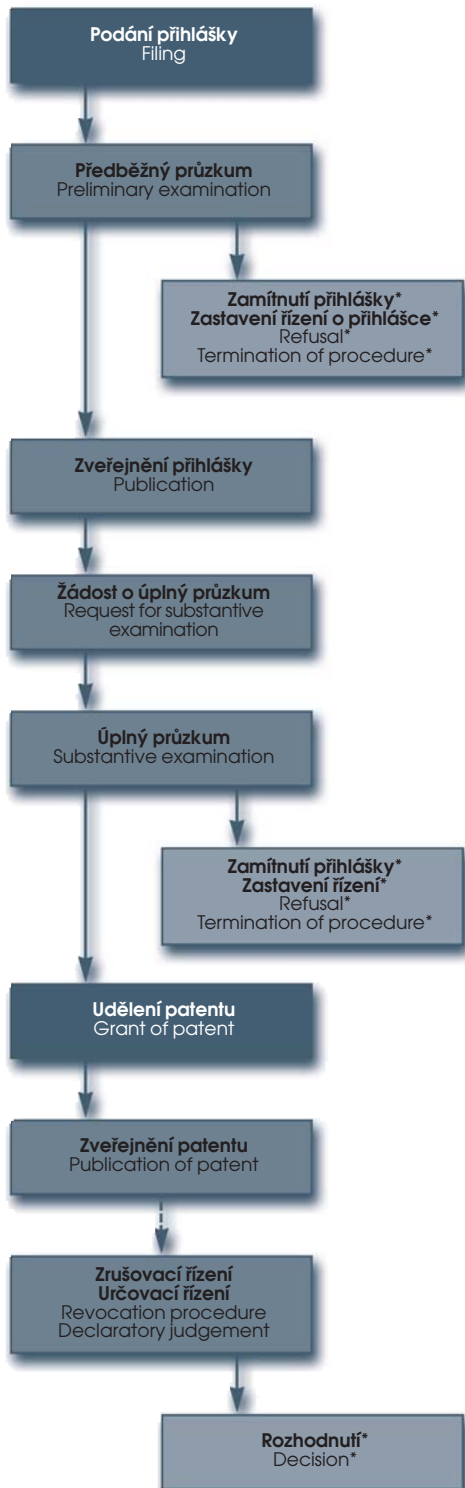 Podání přihlášky
Filing
Předběžný průzkum
Preliminary examination
Zamítnutí přihlášky*
Zastavení řízení o přihlášce*
Refusal*
Termination of procedure*
Zveřejnění přihlášky
Publication
Žádost o úplný průzkum
Request for substantive
examination
Úplný průzkum
Substantive examination
Zamítnutí přihlášky*
Zastavení řízení*
Refusal*
Termination of procedure*
Udělení patentu
Grant of patent
Zveřejnění patentu
Publication of patent
Zrušovací řízení
Určovací řízení
Revocation procedure
Declaratory judgement
Rozhodnutí*
Decision*